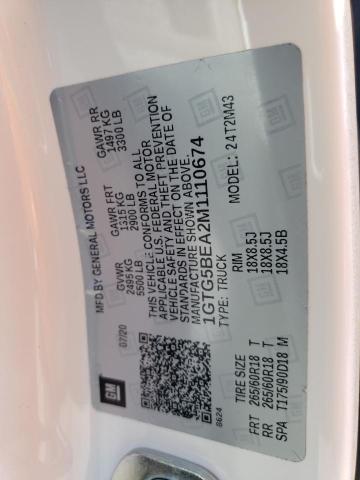 GM
MFD BY GENERAL MOTORS LLC
07/20
GVWR GAWR FRT GAWR RR
2495 KG 1315 KG 1497 KG
5500 LB 2900 LB 3300 LB
THIS VEHICLE CONFORMS TO ALL
APPLICABLE U.S. FEDERAL MOTOR
VEHICLE SAFETY AND THEFT PREVENTION
STANDARDS IN EFFECT ON THE DATE OF
MANUFACTURE SHOWN ABOVE.
1GTG5BEA2M1110674
TYPE: TRUCK MODEL: 24T2M43
8624
TIRE SIZE RIM
FRT 265/60R18 T 18X8.5J
RR 265/60R18 T 18X8.5J
SPA T175/90D18 M 18X4.5B